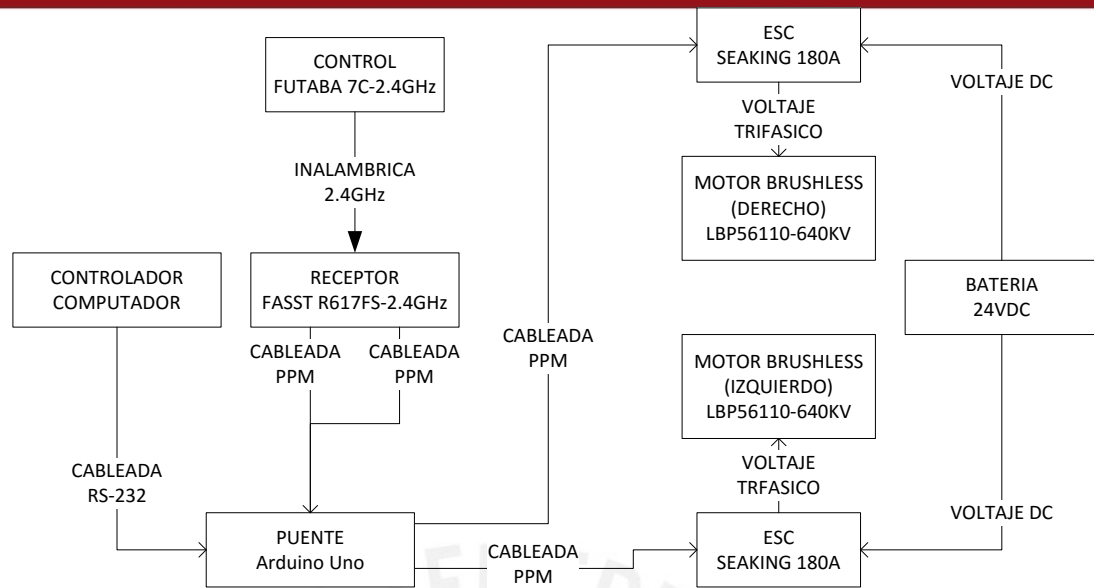 ESC
SEAKING 180A
CONTROL
FUTABA 7C-2.4GHz
VOLTAJE DC
VOLTAJE
TRIFASICO
INALAMBRICA
2.4GHz
MOTOR BRUSHLESS
(DERECHO)
LBP56110-640KV
CONTROLADOR
COMPUTADOR
RECEPTOR
FASST R617FS-2.4GHz
BATERIA
24VDC
CABLEADA
PPM
CABLEADA
PPM
CABLEADA
PPM
MOTOR BRUSHLESS
(IZQUIERDO)
LBP56110-640KV
CABLEADA
RS-232
VOLTAJE
TRFASICO
VOLTAJE DC
PUENTE
Arduino Uno
CABLEADA
PPM
ESC
SEAKING 180A